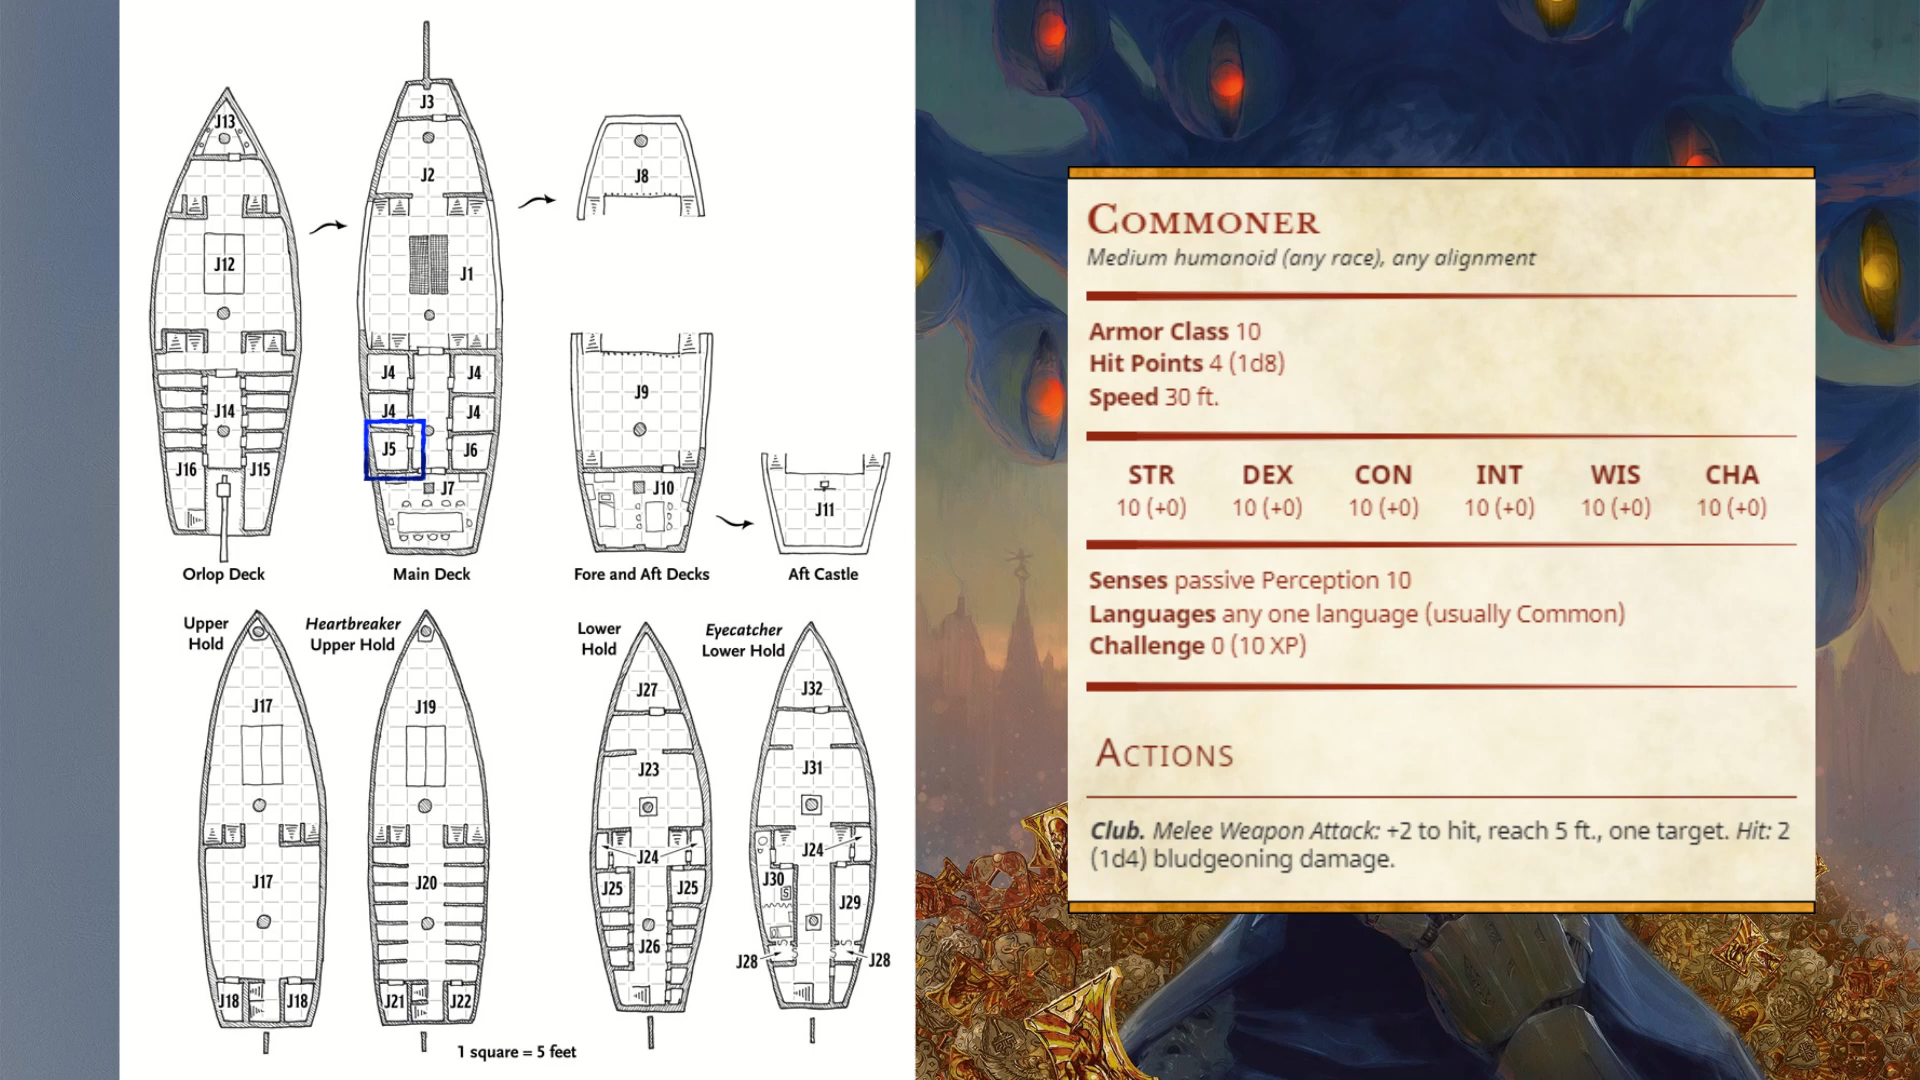 J3
J13
J2
J8
J12
J1
J4
J4
J9
J4
J4
J14
J5
J6
J16
J15
J7
J10
J11
Orlop Deck
Main Deck
Fore and Aft Decks
Aft Castle
Upper
Hold
Heartbreaker
Upper Hold
Lower
Hold
Eyecatcher
Lower Hold
J17
J19
J27
J32
J23
J31
J24
J24
J17
J20
J25
J25
J30
J29
J26
J28
J28
J18
J18
J21
J22
1 square = 5 feet
COMMONER
Medium humanoid (any race), any alignment
Armor Class 10
Hit Points 4 (1d8)
Speed 30 ft.
STR DEX CON INT WIS CHA
10 (+0) 10 (+0) 10 (+0) 10 (+0) 10 (+0) 10 (+0)
Senses passive Perception 10
Languages any one language (usually Common)
Challenge 0 (10 XP)
ACTIONS
Club. Melee Weapon Attack: +2 to hit, reach 5 ft., one target. Hit: 2
(1d4) bludgeoning damage.